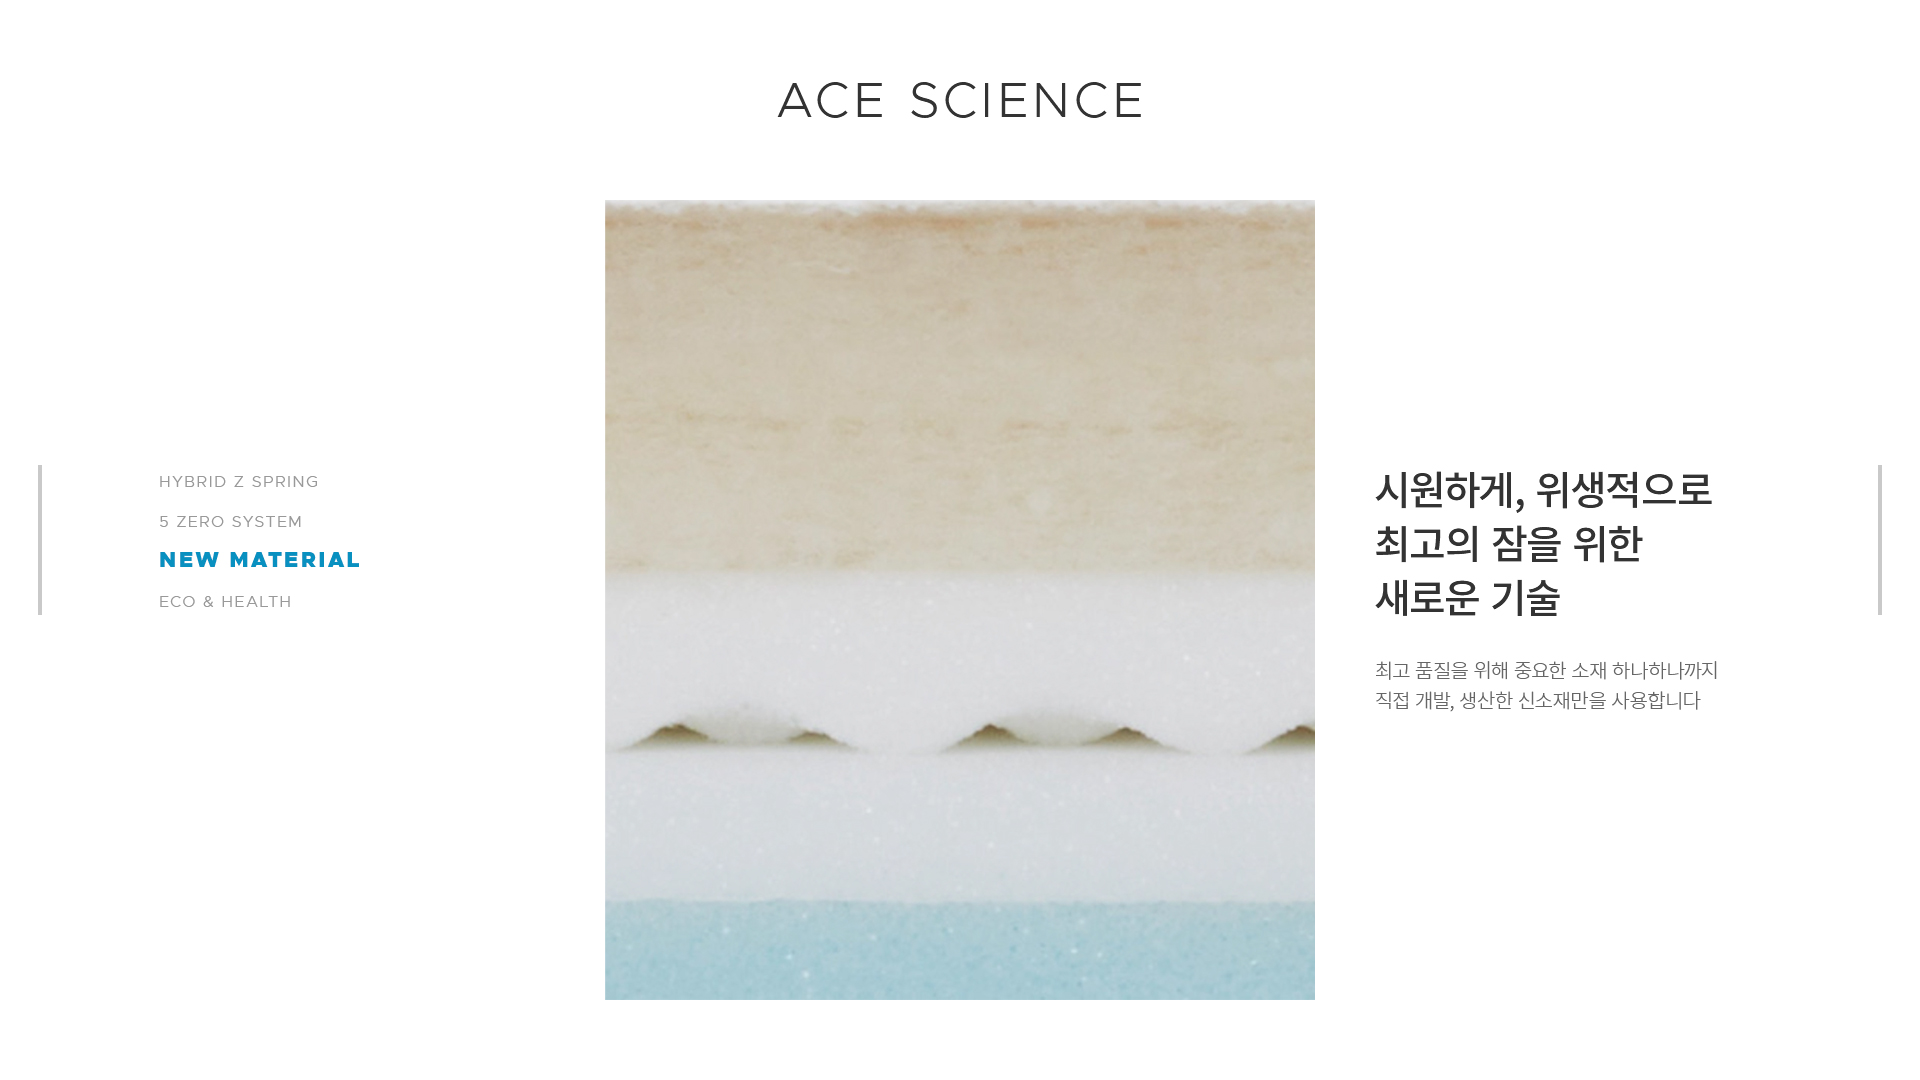 ACE SCIENCE
HYBRID Z SPRING
5 ZERO SYSTEM
NEW MATERIAL
ECO & HEALTH
시원하게, 위생적으로
최고의 잠을 위한
새로운 기술
최고 품질을 위해 중요한 소재 하나하나까지
직접 개발, 생산한 신소재만을 사용합니다